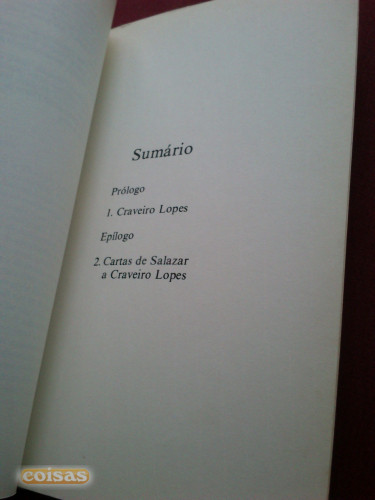 Sumário
Prólogo
1. Craveiro Lopes
Epílogo
2. Cartas de Salazar
a Craveiro Lopes
coisas